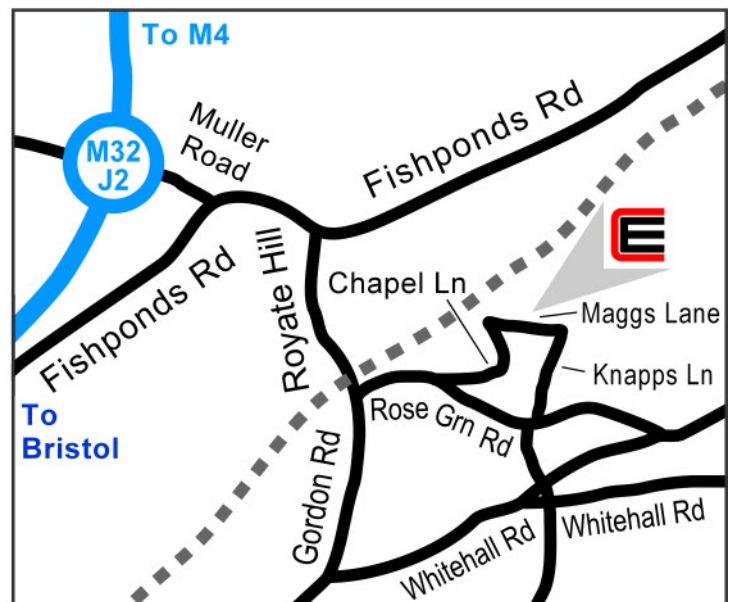 To M4
Muller
Road
M32
J2
Fishponds Rd
Royate Hill
Fishponds Rd
Chapel Ln
Maggs Lane
Knapps Ln
To
Bristol
Rose Grn Rd
Gordon Rd
Whitehall Rd
Whitehall Rd